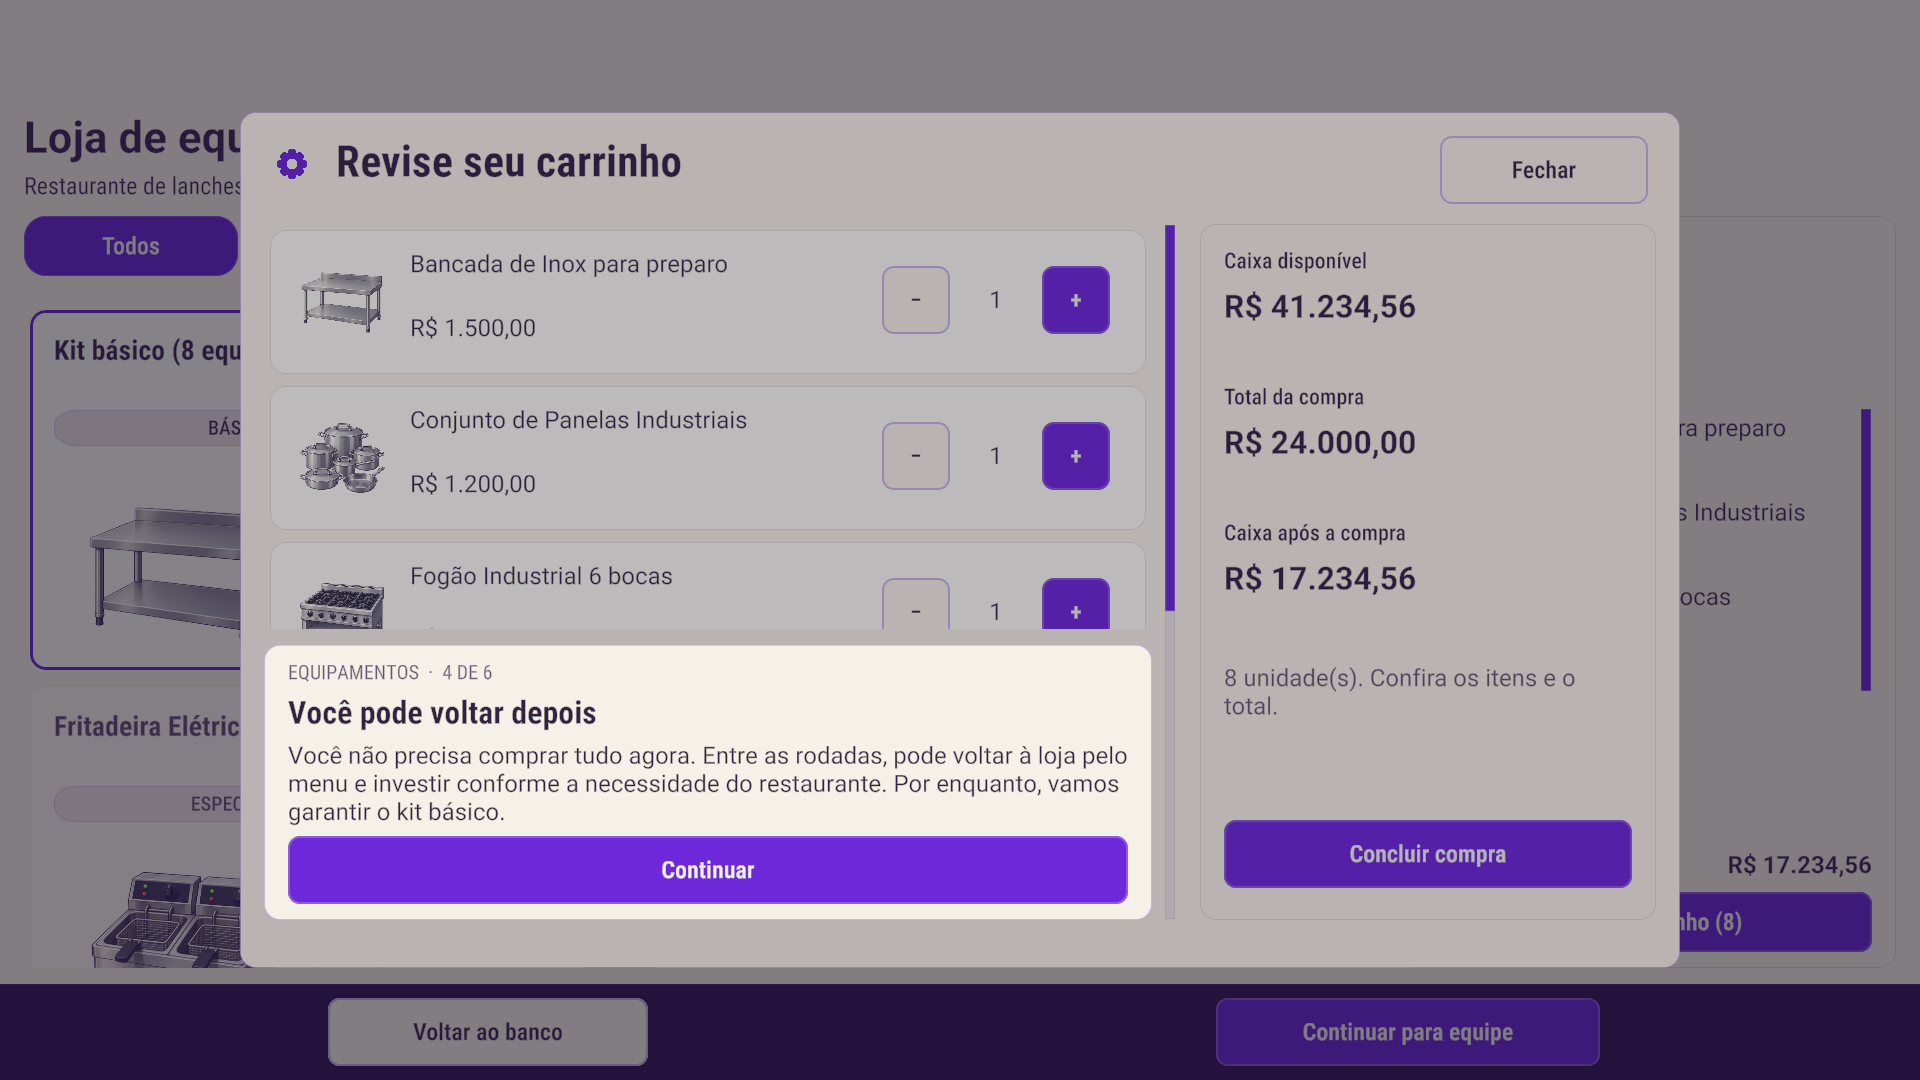 Loja de equ
Restaurante de lanches
Todos
Kit básico (8 equ
BÁS
Fritadeira Elétric
ESPEC
Revise seu carrinho
Fechar
Bancada de Inox para preparo
R$ 1.500,00
-
1
+
Conjunto de Panelas Industriais
R$ 1.200,00
-
1
+
Fogão Industrial 6 bocas
-
1
+
Caixa disponível
R$ 41.234,56
Total da compra
R$ 24.000,00
Caixa após a compra
R$ 17.234,56
8 unidade(s). Confira os itens e o
total.
Concluir compra
EQUIPAMENTOS · 4 DE 6
Você pode voltar depois
Você não precisa comprar tudo agora. Entre as rodadas, pode voltar à loja pelo
menu e investir conforme a necessidade do restaurante. Por enquanto, vamos
garantir o kit básico.
Continuar
ra preparo
s Industriais
ocas
R$ 17.234,56
nho (8)
Voltar ao banco
Continuar para equipe